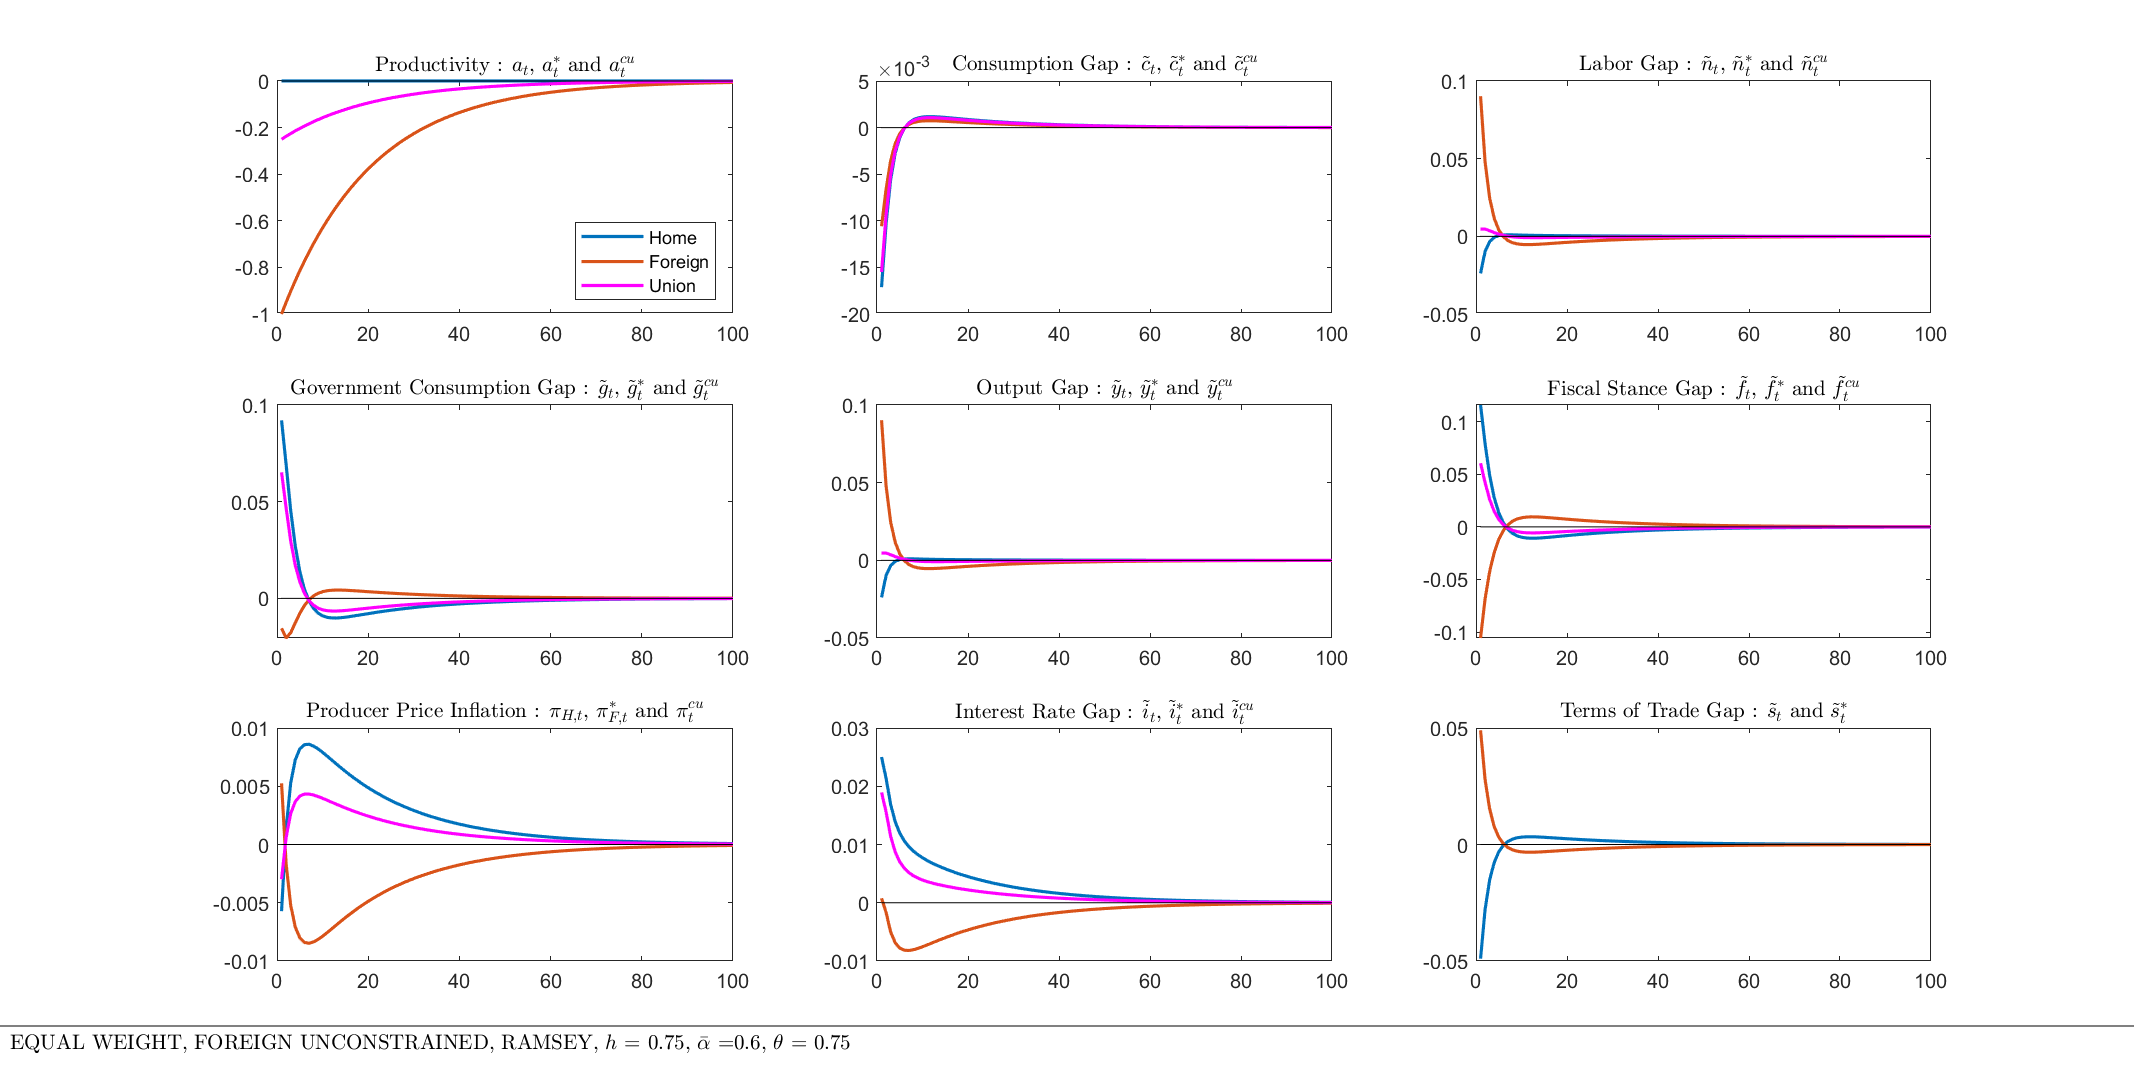 Productivity : a_t, a_t^* and a_t^{cu}
0
-0.2
-0.4
-0.6
-0.8
-1
0 20 40 60 80 100
Home
Foreign
Union
Consumption Gap : c̃_t, c̃_t^* and c̃_t^{cu}
×10^{-3}
5
0
-5
-10
-15
-20
0 20 40 60 80 100
Labor Gap : ñ_t, ñ_t^* and ñ_t^{cu}
0.1
0.05
0
-0.05
0 20 40 60 80 100
Government Consumption Gap : g̃_t, g̃_t^* and g̃_t^{cu}
0.1
0.05
0
0 20 40 60 80 100
Output Gap : ỹ_t, ỹ_t^* and ỹ_t^{cu}
0.1
0.05
0
-0.05
0 20 40 60 80 100
Fiscal Stance Gap : f̃_t, f̃_t^* and f̃_t^{cu}
0.1
0.05
0
-0.05
-0.1
0 20 40 60 80 100
Producer Price Inflation : π_{H,t}, π_{F,t}^* and π_t^{cu}
0.01
0.005
0
-0.005
-0.01
0 20 40 60 80 100
Interest Rate Gap : ĩ_t, ĩ_t^* and ĩ_t^{cu}
0.03
0.02
0.01
0
-0.01
0 20 40 60 80 100
Terms of Trade Gap : s̃_t and s̃_t^*
0.05
0
-0.05
0 20 40 60 80 100
EQUAL WEIGHT, FOREIGN UNCONSTRAINED, RAMSEY, h = 0.75, ᾱ =0.6, θ = 0.75